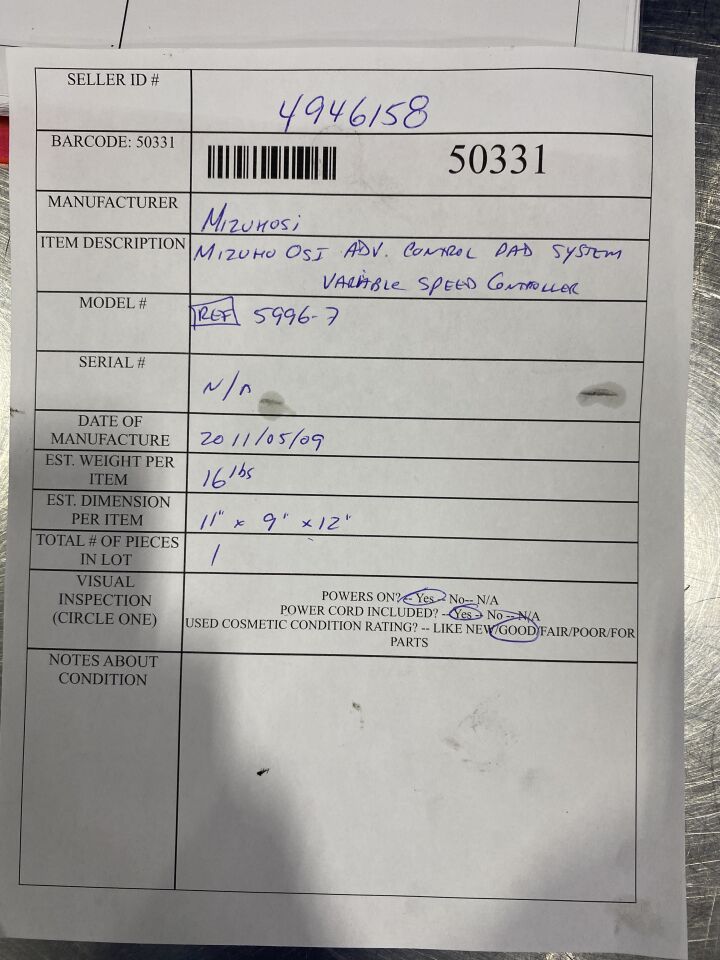 SELLER ID #
4946158
BARCODE: 50331
50331
MANUFACTURER
MIZUHOSI
ITEM DESCRIPTION
MIZUHO OSI ADV. CONTROL PAD SYSTEM
VARIABLE SPEED CONTROLLER
MODEL #
REF 5996-7
SERIAL #
N/A
DATE OF
MANUFACTURE
2011/05/09
EST. WEIGHT PER
ITEM
16 lbs
EST. DIMENSION
PER ITEM
11" x 9" x 12"
TOTAL # OF PIECES
IN LOT
1
VISUAL
INSPECTION
(CIRCLE ONE)
POWERS ON? -- Yes -- No-- N/A
POWER CORD INCLUDED? -- Yes -- No -- N/A
USED COSMETIC CONDITION RATING? -- LIKE NEW/GOOD/FAIR/POOR/FOR
PARTS
NOTES ABOUT
CONDITION